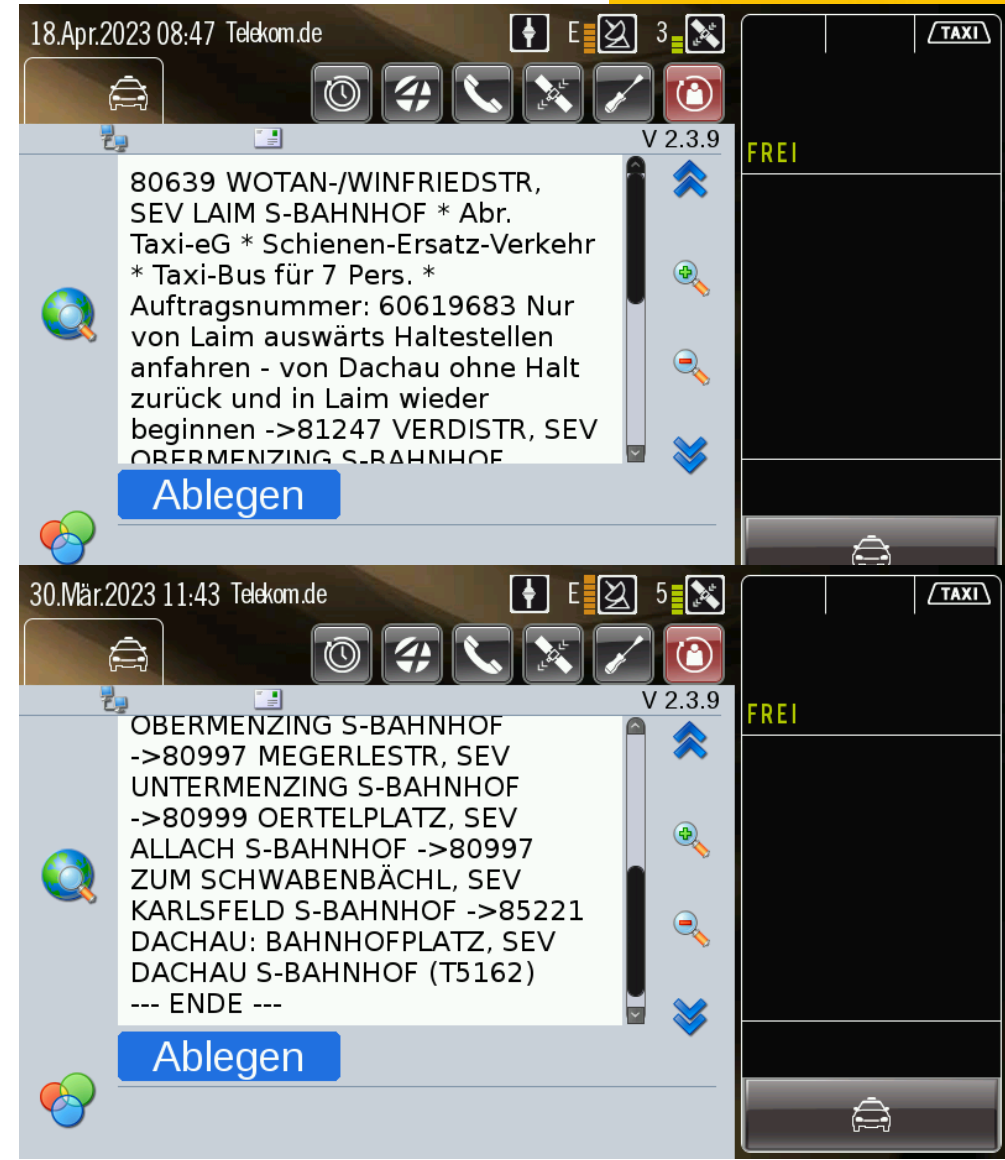 18.Apr.2023 08:47 Telekom.de E 3 TAXI
V 2.3.9
FREI
80639 WOTAN-/WINFRIEDSTR,
SEV LAIM S-BAHNHOF * Abr.
Taxi-eG * Schienen-Ersatz-Verkehr
* Taxi-Bus für 7 Pers. *
Auftragsnummer: 60619683 Nur
von Laim auswärts Haltestellen
anfahren - von Dachau ohne Halt
zurück und in Laim wieder
beginnen ->81247 VERDISTR, SEV
OBERMENZING S-BAHNHOF
Ablegen
30.Mär.2023 11:43 Telekom.de E 5 TAXI
V 2.3.9
FREI
OBERMENZING S-BAHNHOF
->80997 MEGERLESTR, SEV
UNTERMENZING S-BAHNHOF
->80999 OERTELPLATZ, SEV
ALLACH S-BAHNHOF ->80997
ZUM SCHWABENBÄCHL, SEV
KARLSFELD S-BAHNHOF ->85221
DACHAU: BAHNHOFPLATZ, SEV
DACHAU S-BAHNHOF (T5162)
--- ENDE ---
Ablegen